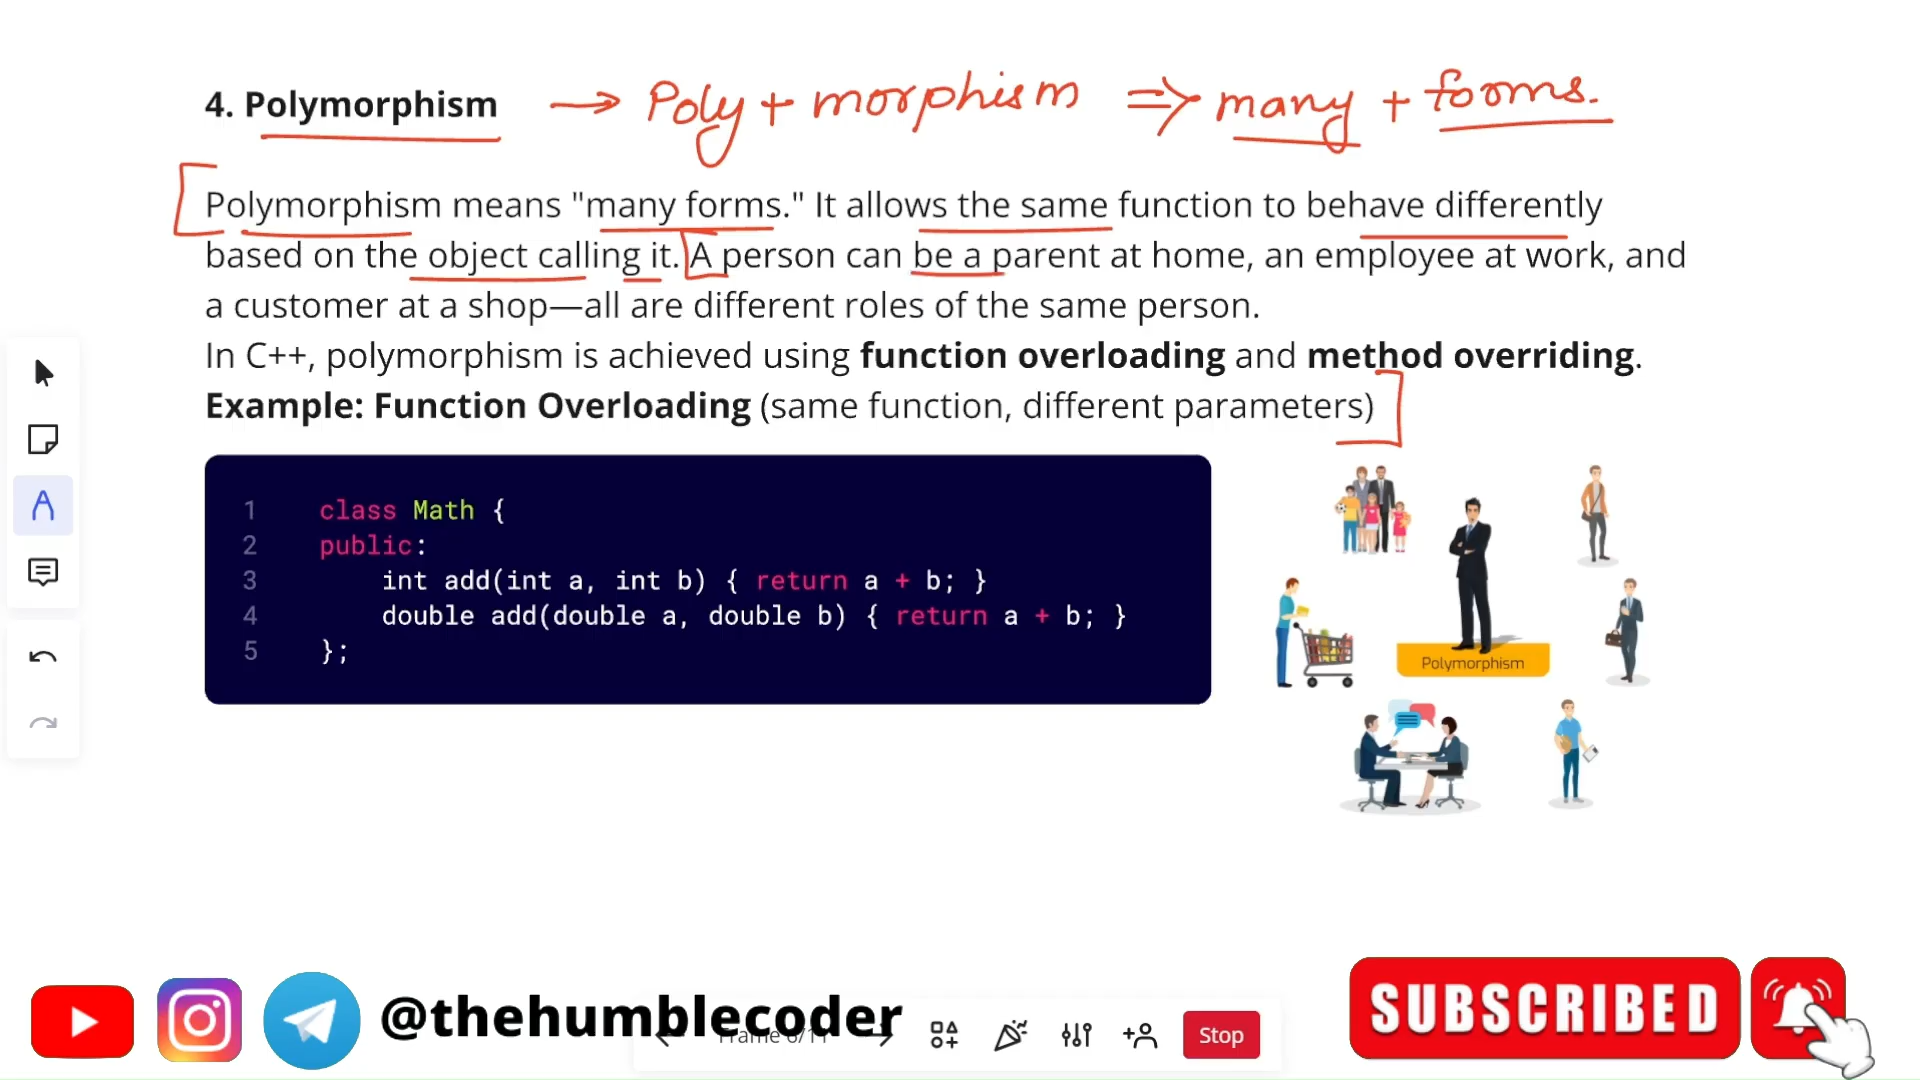 4. Polymorphism → Poly + morphism ⇒ many + forms.
Polymorphism means "many forms." It allows the same function to behave differently
based on the object calling it. A person can be a parent at home, an employee at work, and
a customer at a shop—all are different roles of the same person.
In C++, polymorphism is achieved using function overloading and method overriding.
Example: Function Overloading (same function, different parameters)
1 class Math {
2 public:
3 int add(int a, int b) { return a + b; }
4 double add(double a, double b) { return a + b; }
5 };
Polymorphism
@thehumblecoder
Stop
SUBSCRIBED